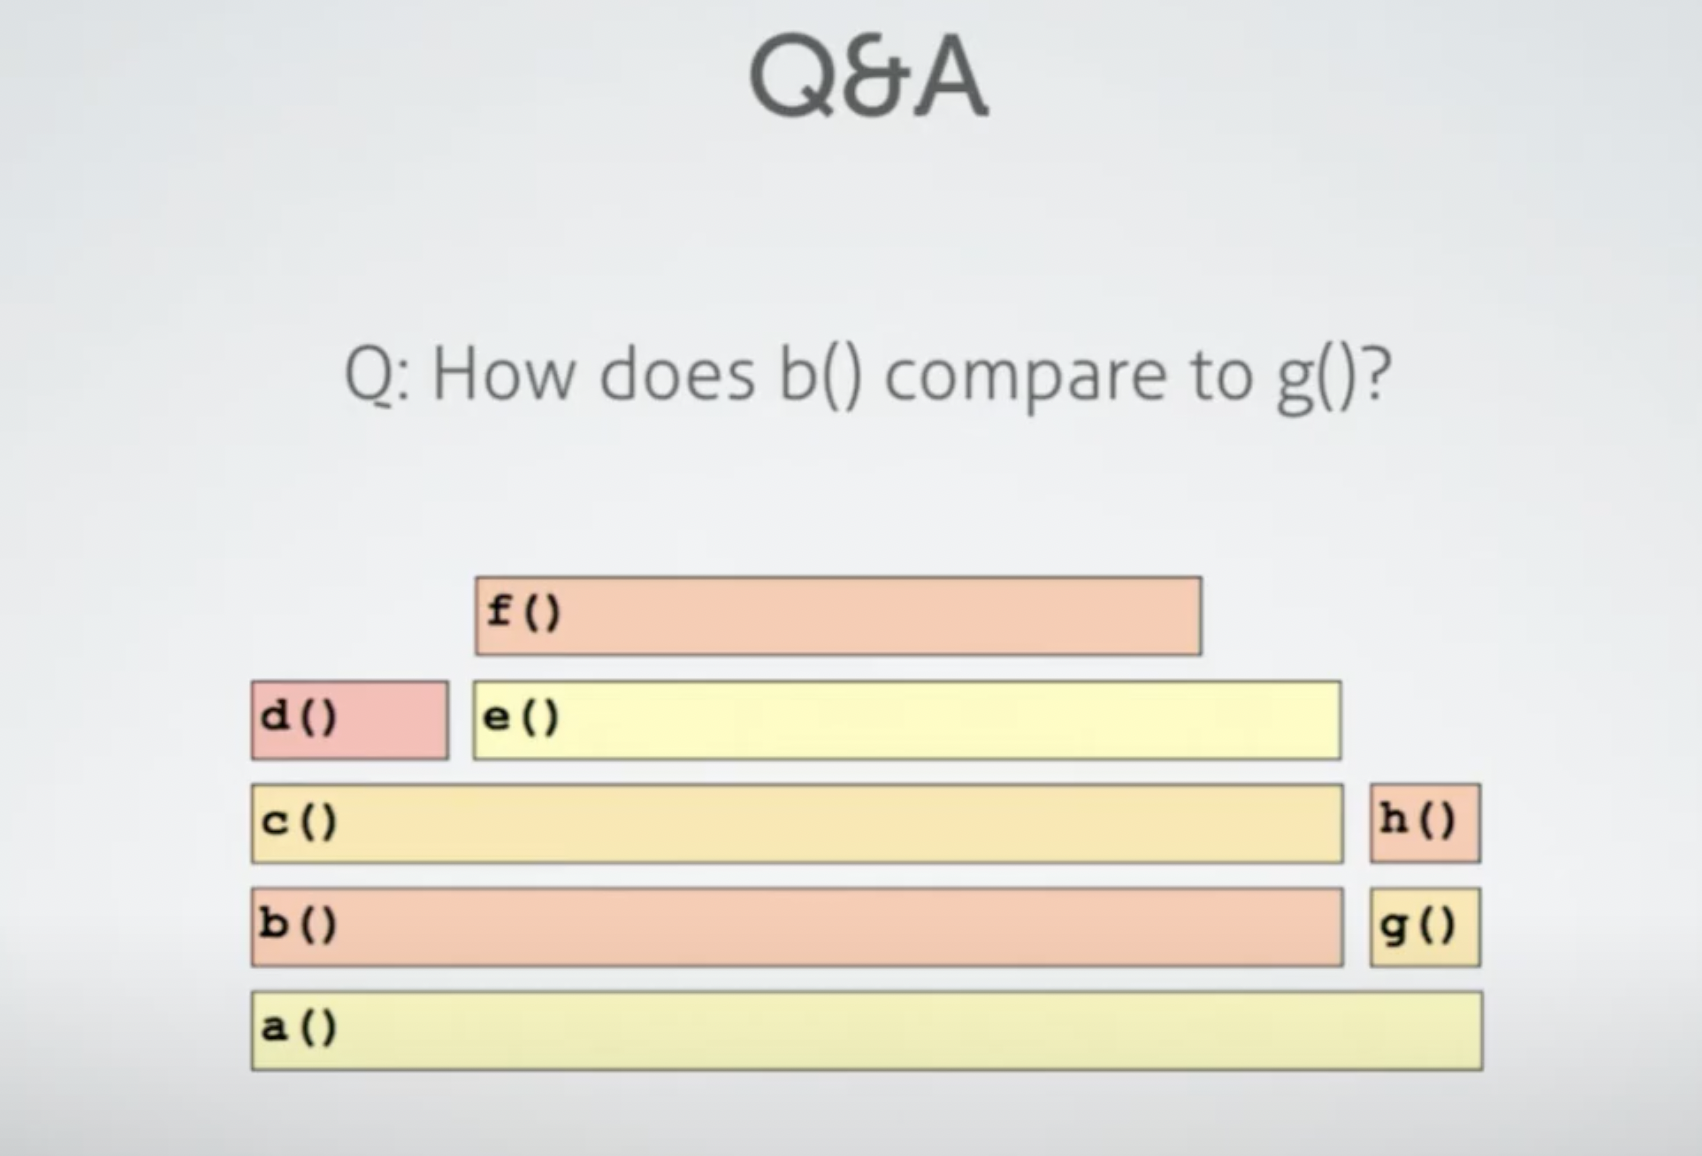 Q&A
Q: How does b() compare to g()?
f()
d() e()
c() h()
b() g()
a()